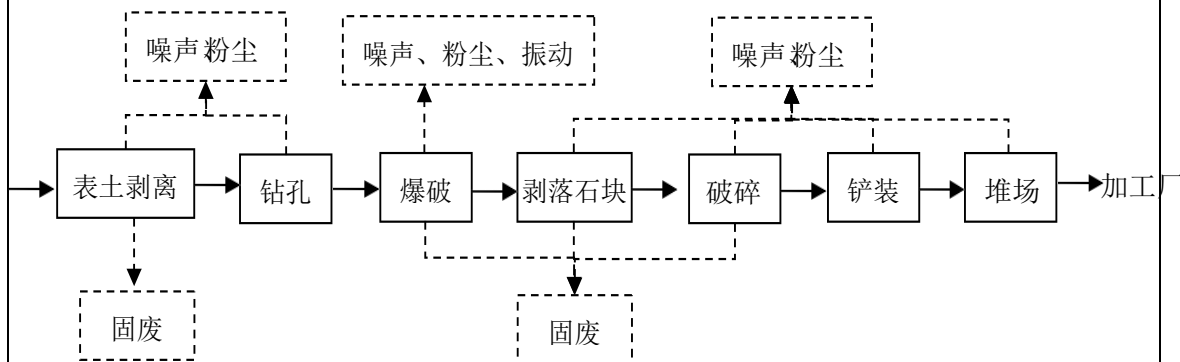 噪声粉尘
噪声、粉尘、振动
噪声粉尘
表土剥离
钻孔
爆破
剥落石块
破碎
铲装
堆场
加工厂
固废
固废